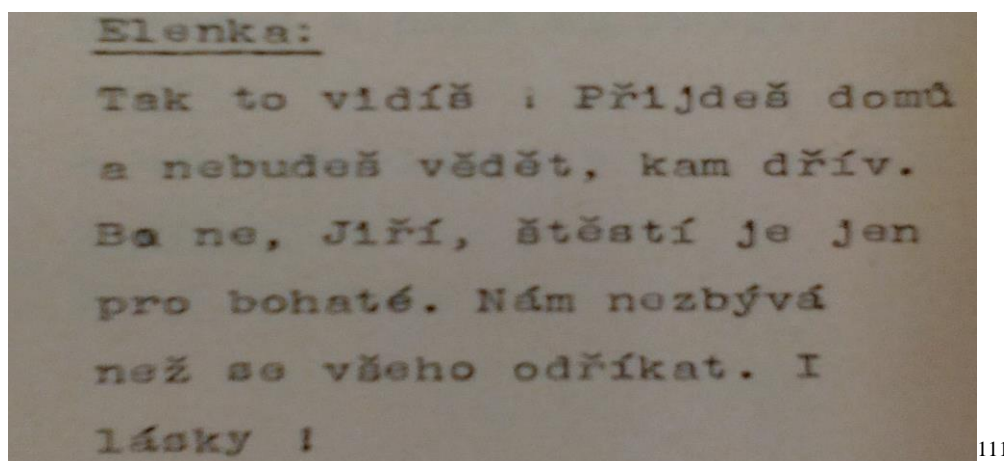 Elenka:
Tak to vidíš ! Přijdeš domů
a nebudeš vědět, kam dřív.
Ba ne, Jiří, štěstí je jen
pro bohaté. Nám nezbývá
než se všeho odříkat. I
lásky !
111